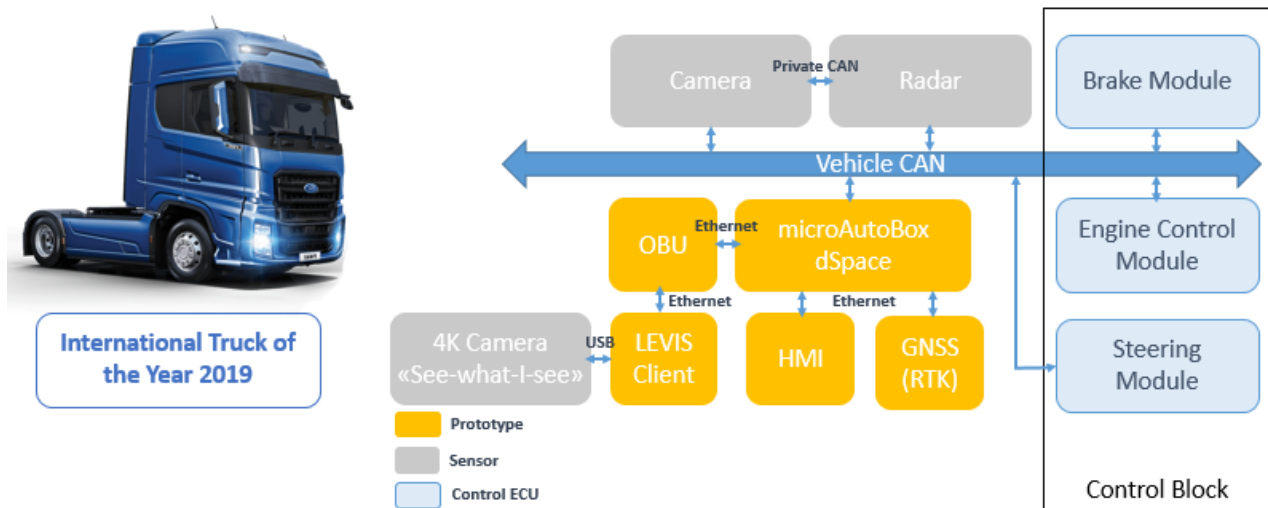 Camera
Private CAN
Radar
Brake Module
Vehicle CAN
OBU
Ethernet
microAutoBox
dSpace
Engine Control
Module
Ethernet
Ethernet
International Truck of
the Year 2019
4K Camera
«See-what-I-see»
USB
LEVIS
Client
HMI
GNSS
(RTK)
Steering
Module
Prototype
Sensor
Control ECU
Control Block